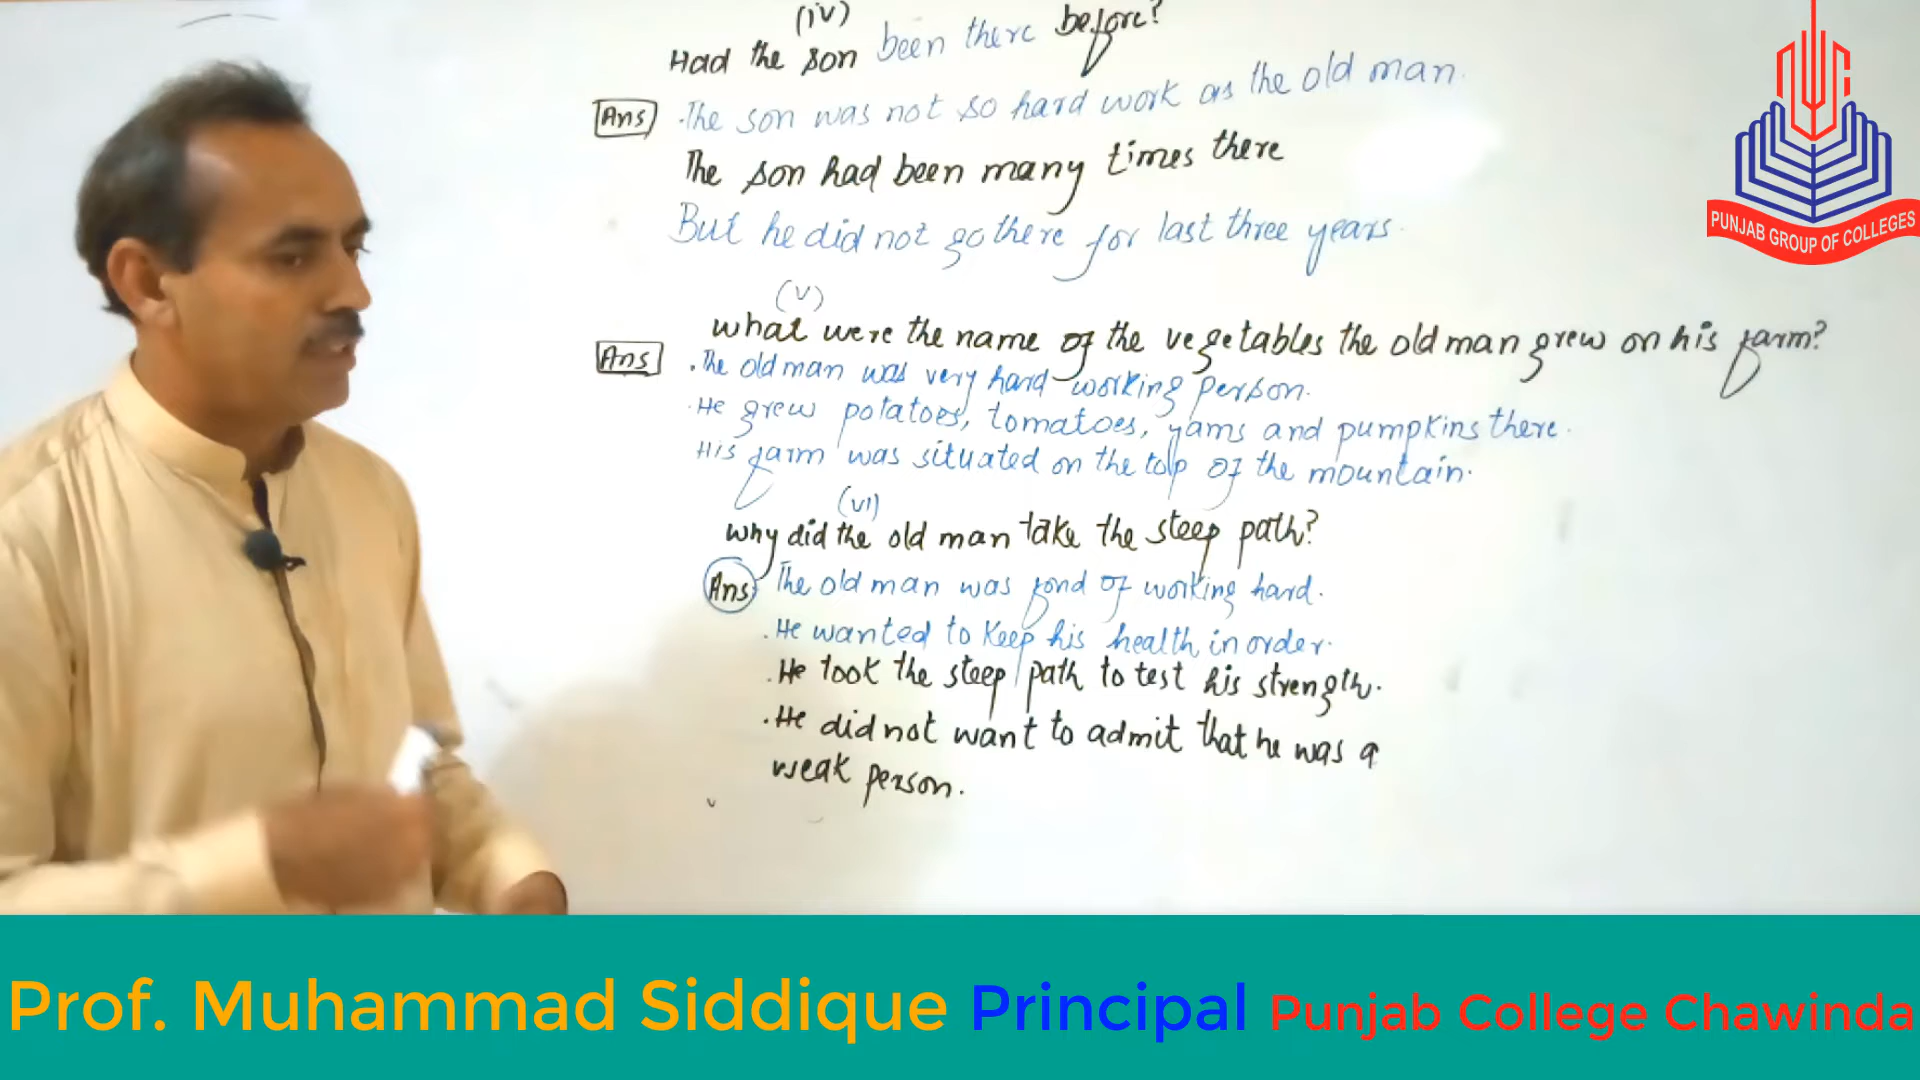 (iv)
Had the son been there before?
Ans .The son was not so hard work as the old man.
The son had been many times there
But he did not go there for last three years.
(v)
what were the name of the vegetables the old man grew on his farm?
Ans .The old man was very hard working person.
.He grew potatoes, tomatoes, yams and pumpkins there.
His farm was situated on the top of the mountain.
(vi)
why did the old man take the steep path?
Ans The old man was fond of working hard.
.He wanted to keep his health in order.
.He took the steep path to test his strength.
.He did not want to admit that he was a
weak person.
PUNJAB GROUP OF COLLEGES
Prof. Muhammad Siddique Principal Punjab College Chawinda